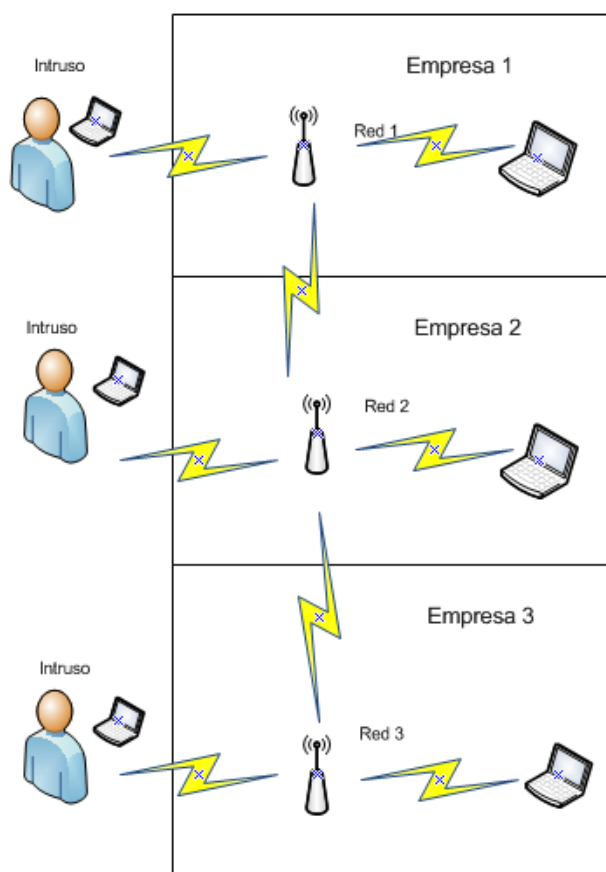 Intruso
Empresa 1
Red 1
Intruso
Empresa 2
Red 2
Empresa 3
Intruso
Red 3